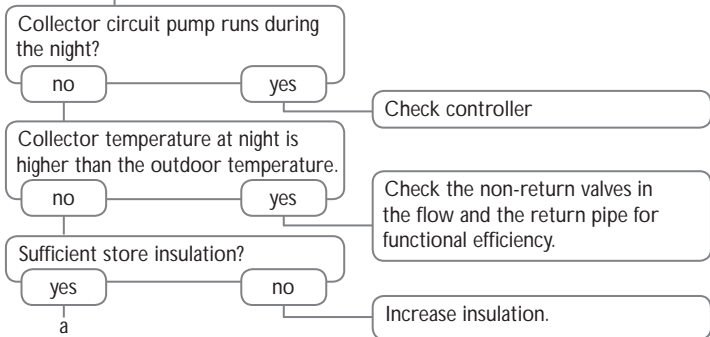 Collector circuit pump runs during
the night?
no
yes
Check controller
Collector temperature at night is
higher than the outdoor temperature.
no
yes
Check the non-return valves in
the flow and the return pipe for
functional efficiency.
Sufficient store insulation?
yes
no
Increase insulation.
a